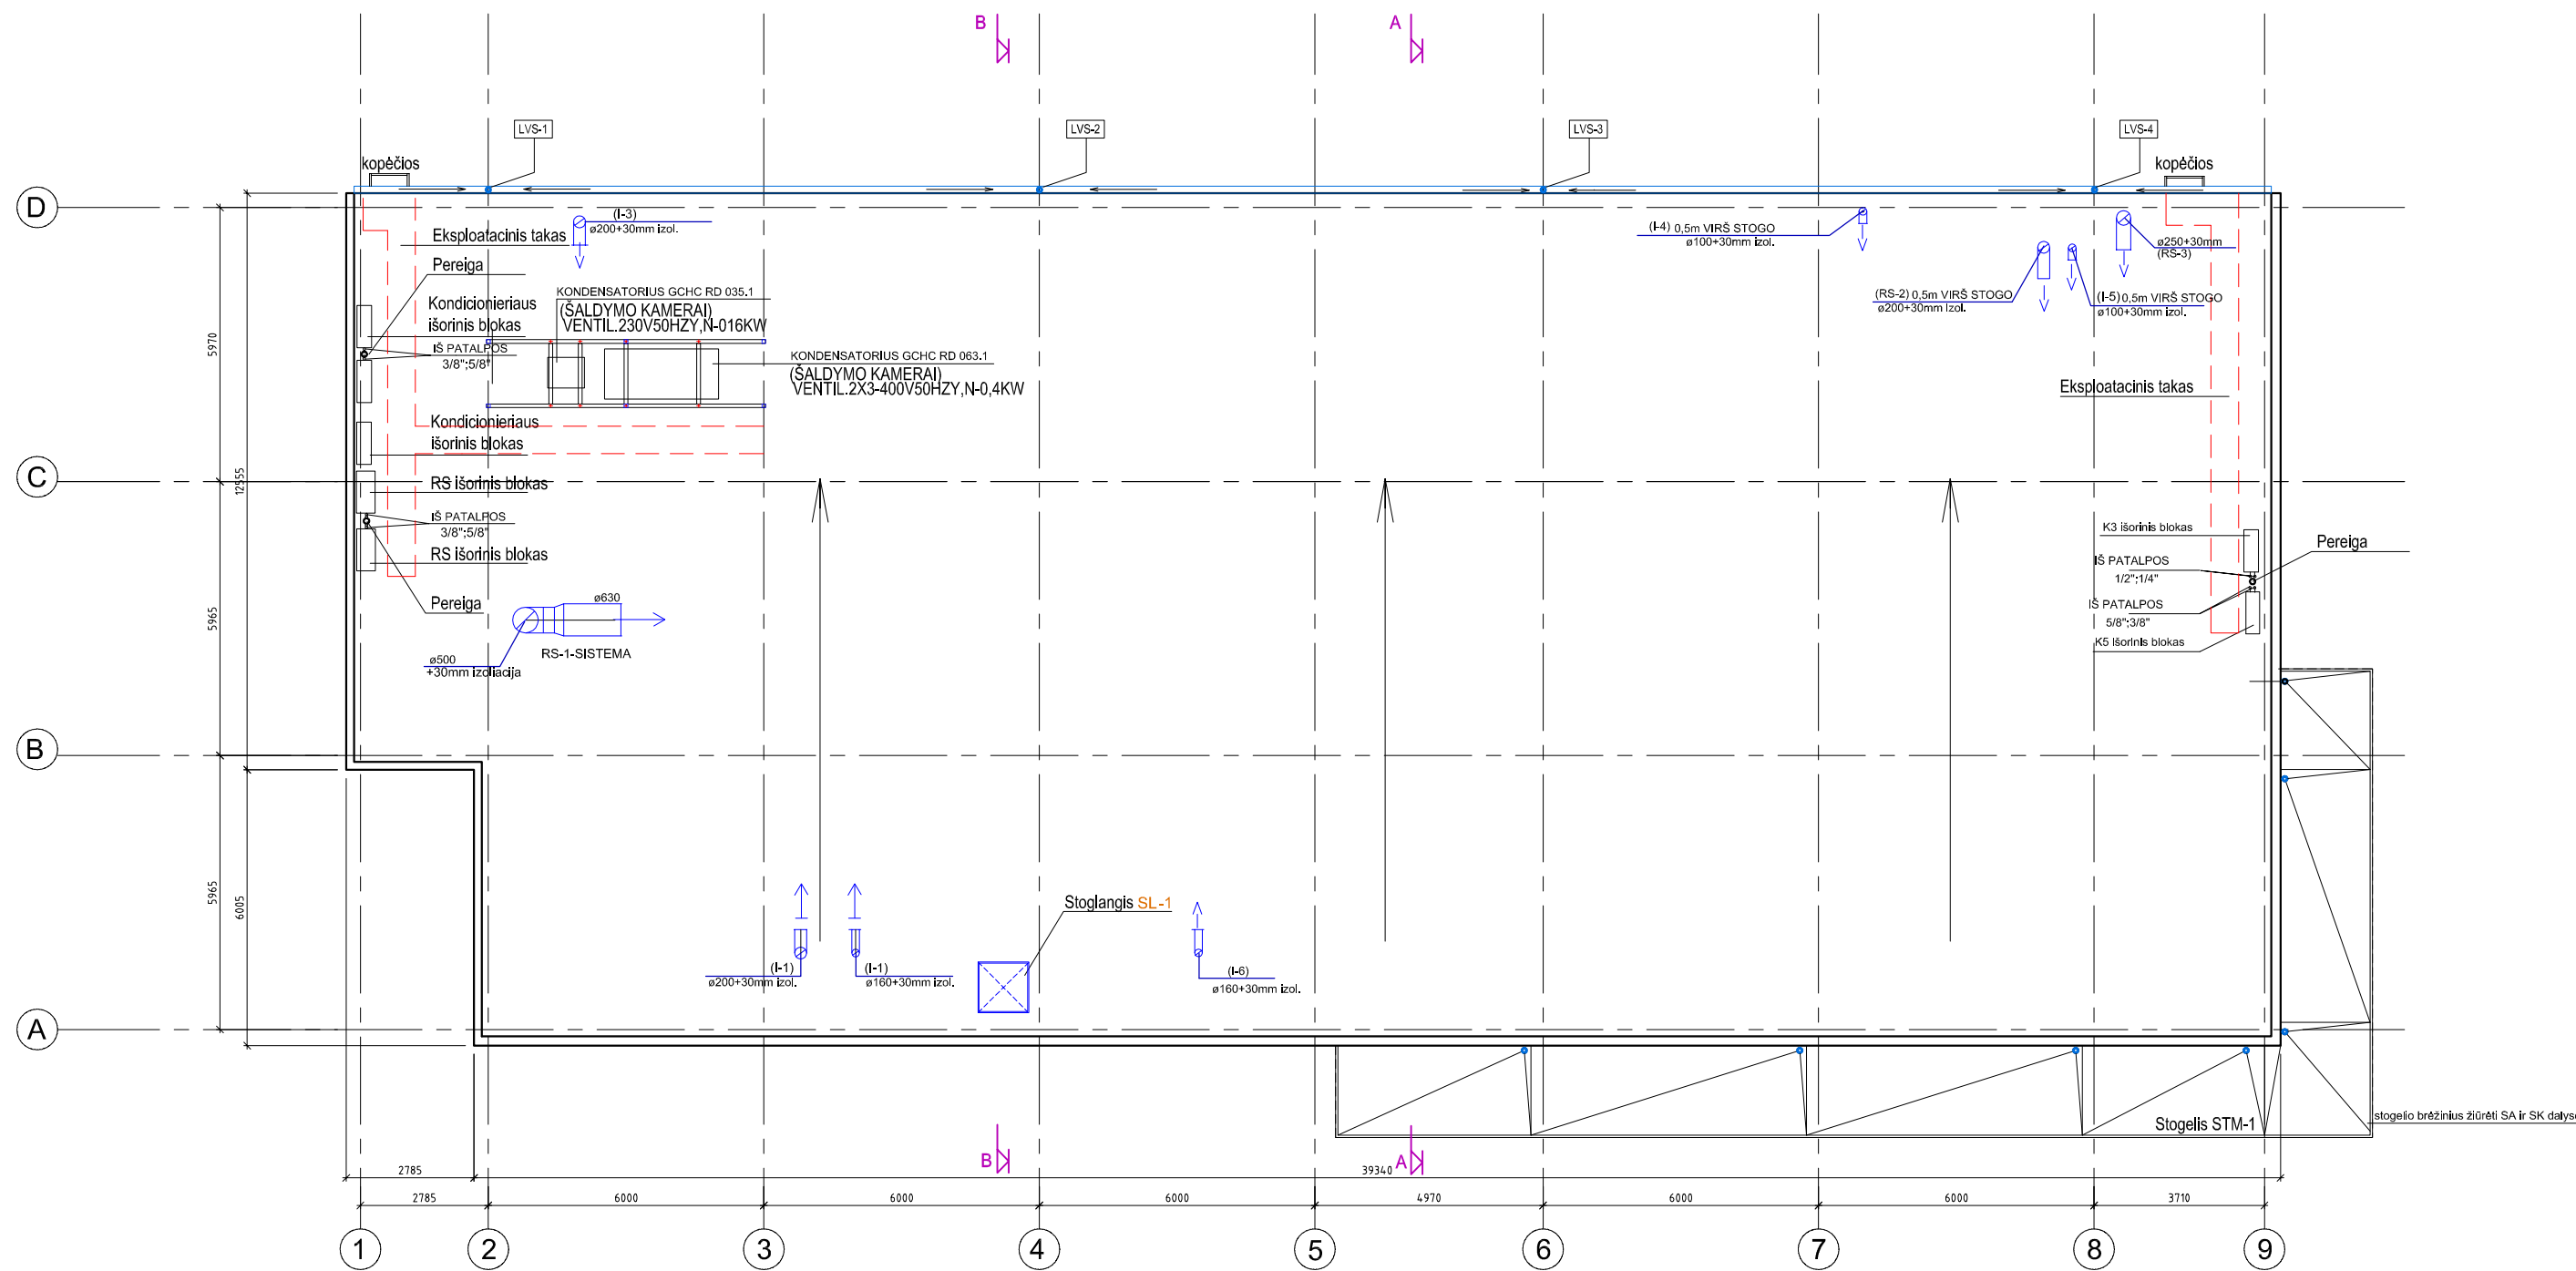 B
A
LVS-1
LVS-2
LVS-3
LVS-4
kopėčios
kopėčios
D
(I-3)
ø200+30mm izol.
Eksploatacinis takas
Pereiga
Kondicionieriaus
išorinis blokas
IŠ PATALPOS
3/8";5/8"
KONDENSATORIUS GCHC RD 035.1
(ŠALDYMO KAMERAI)
VENTIL.230V50HZY,N-016KW
KONDENSATORIUS GCHC RD 063.1
(ŠALDYMO KAMERAI)
VENTIL.2X3-400V50HZY,N-0,4KW
(I-4) 0,5m VIRŠ STOGO
ø100+30mm izol.
ø250+30mm
(RS-3)
(RS-2) 0,5m VIRŠ STOGO
ø200+30mm Izol.
(I-5) 0,5m VIRŠ STOGO
ø100+30mm izol.
Eksploatacinis takas
5970
Kondicionieriaus
išorinis blokas
C
12555
RS išorinis blokas
IŠ PATALPOS
3/8";5/8"
RS išorinis blokas
Pereiga
K3 išorinis blokas
Pereiga
IŠ PATALPOS
1/2";1/4"
IŠ PATALPOS
5/8";3/8"
K5 Išorinis blokas
5965
ø630
ø500
+30mm izoliacija
RS-1-SISTEMA
B
5965
6005
Stoglangis SL-1
(I-1)
ø200+30mm izol.
(I-1)
ø160+30mm izol.
(I-6)
ø160+30mm izol.
A
Stogelis STM-1
stogelio brėžinius žiūrėti SA ir SK dalyse
B
A
2785
39340
2785
6000
6000
6000
4970
6000
6000
3710
1
2
3
4
5
6
7
8
9